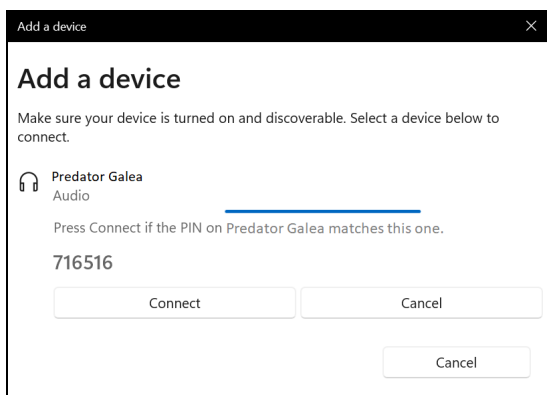 Add a device
Add a device
Make sure your device is turned on and discoverable. Select a device below to
connect.
Predator Galea
Audio
Press Connect if the PIN on Predator Galea matches this one.
716516
Connect Cancel
Cancel